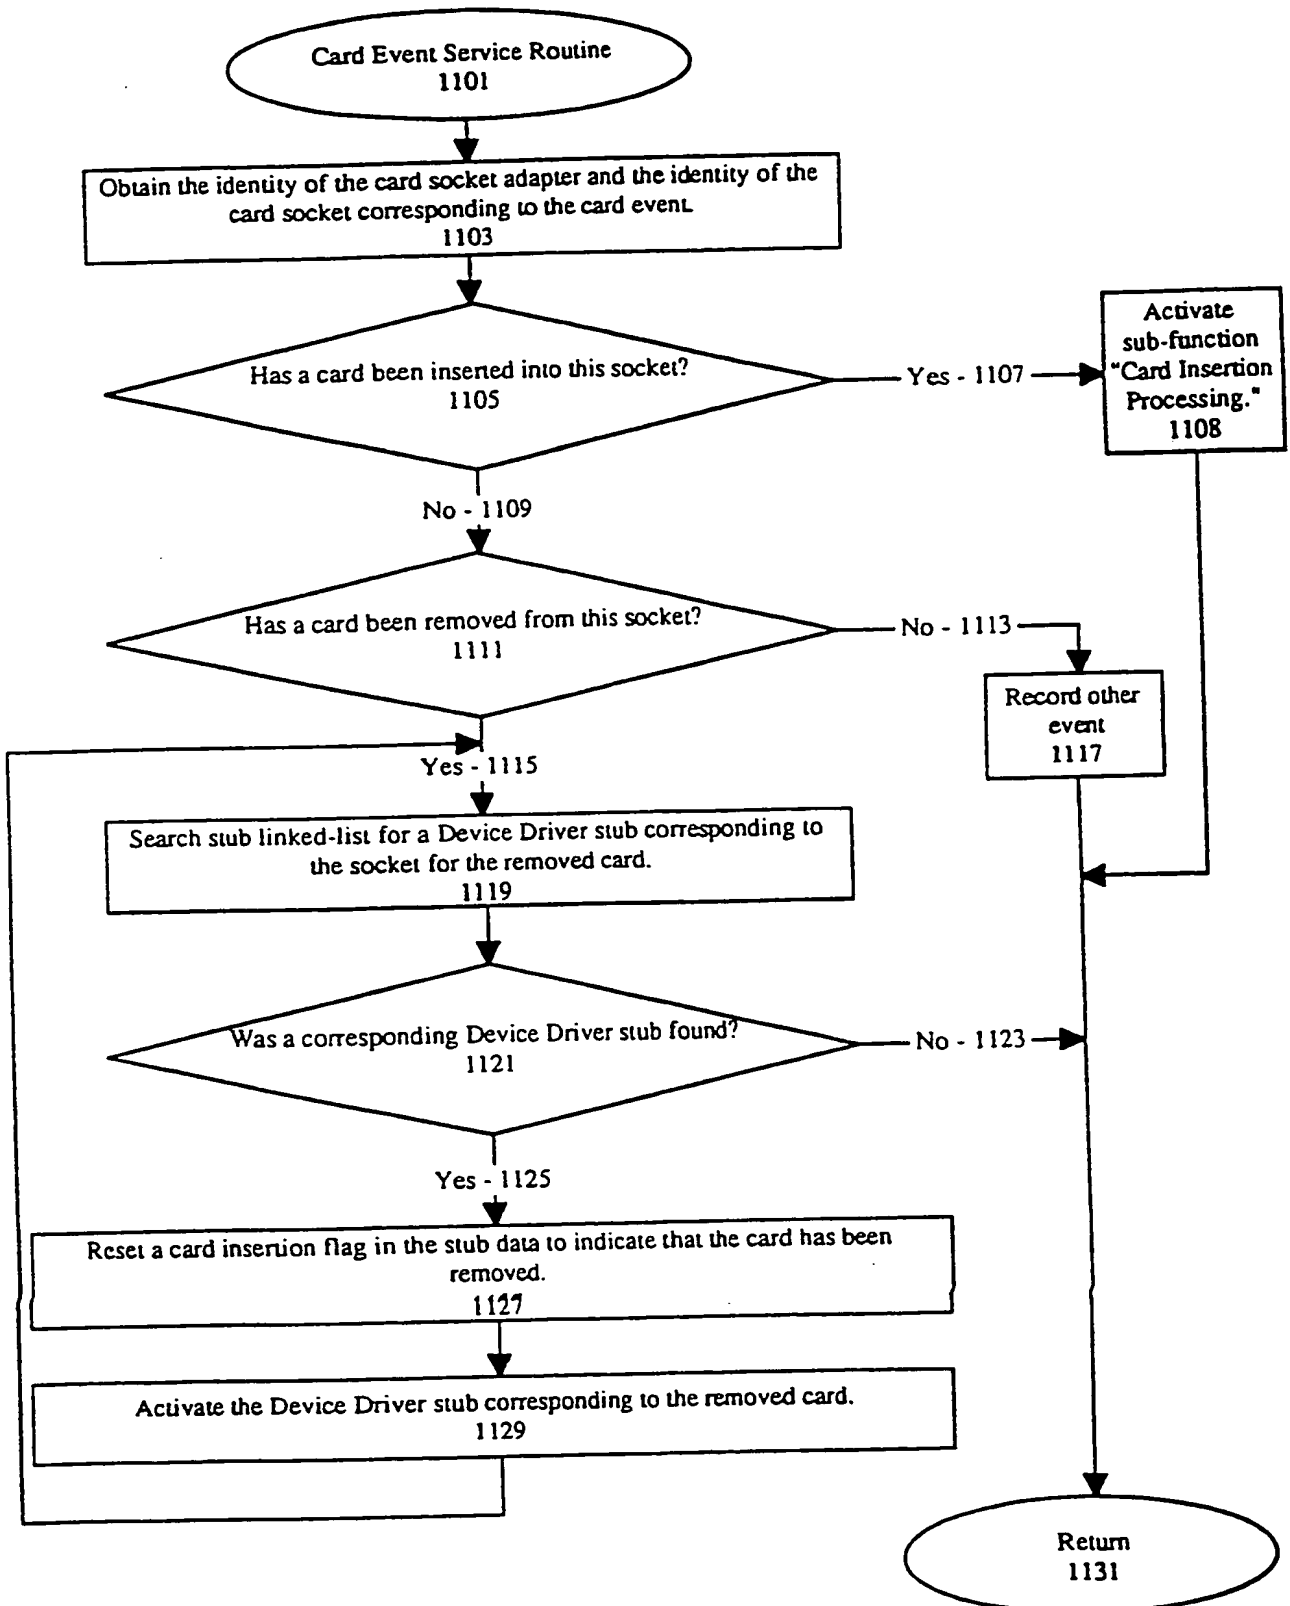 Card Event Service Routine
1101
Obtain the identity of the card socket adapter and the identity of the
card socket corresponding to the card event.
1103
Has a card been inserted into this socket?
1105
Yes - 1107
Activate
sub-function
"Card Insertion
Processing."
1108
No - 1109
Has a card been removed from this socket?
1111
No - 1113
Record other
event
1117
Yes - 1115
Search stub linked-list for a Device Driver stub corresponding to
the socket for the removed card.
1119
Was a corresponding Device Driver stub found?
1121
No - 1123
Yes - 1125
Reset a card insertion flag in the stub data to indicate that the card has been
removed.
1127
Activate the Device Driver stub corresponding to the removed card.
1129
Return
1131